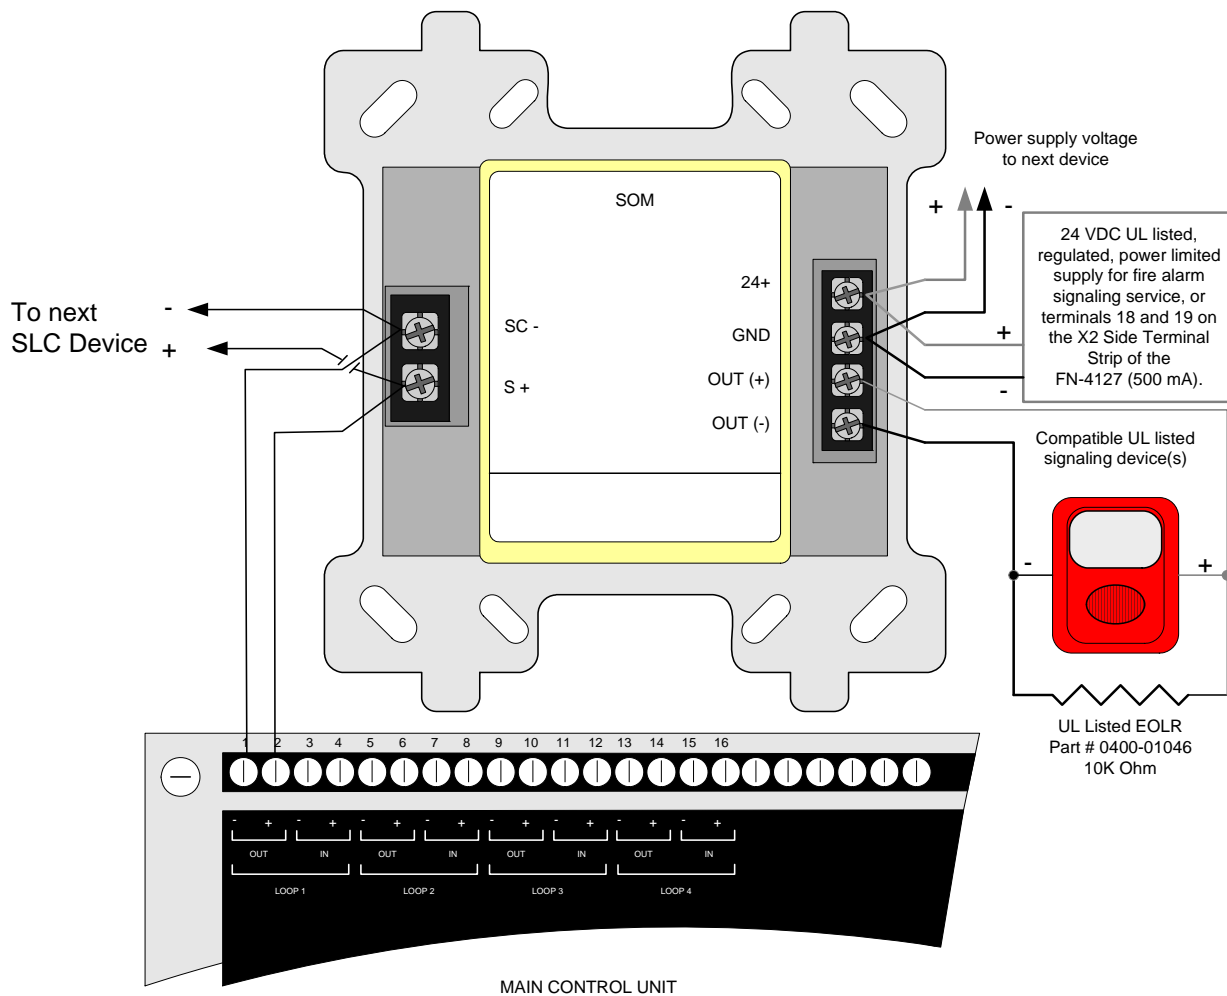 Power supply voltage
to next device
SOM
+ -
24 VDC UL listed,
regulated, power limited
supply for fire alarm
signaling service, or
terminals 18 and 19 on
the X2 Side Terminal
Strip of the
FN-4127 (500 mA).
+
-
24+
GND
OUT (+)
OUT (-)
To next -
SLC Device +
SC -
S +
Compatible UL listed
signaling device(s)
- +
UL Listed EOLR
Part # 0400-01046
10K Ohm
1 2 3 4 5 6 7 8 9 10 11 12 13 14 15 16
- + - + - + - + - + - + - + - +
OUT IN OUT IN OUT IN OUT IN
LOOP 1 LOOP 2 LOOP 3 LOOP 4
MAIN CONTROL UNIT